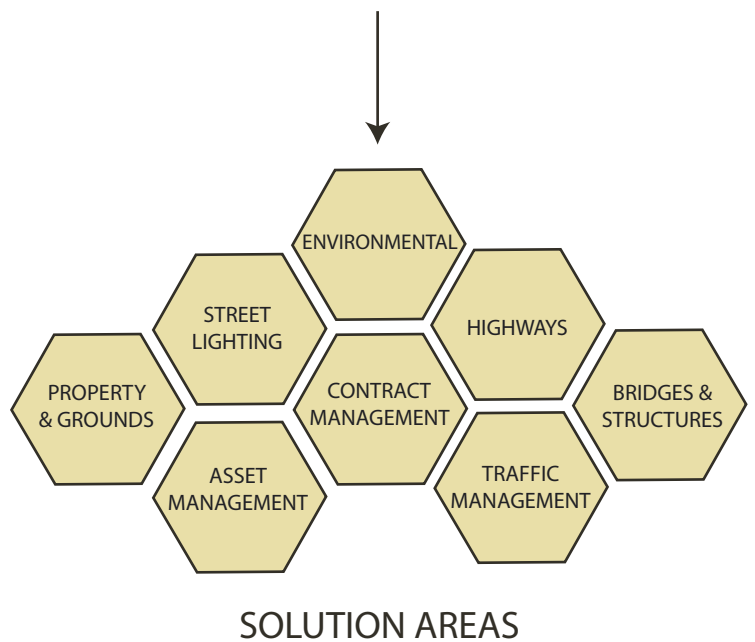 ENVIRONMENTAL
STREET
LIGHTING
HIGHWAYS
PROPERTY
& GROUNDS
CONTRACT
MANAGEMENT
BRIDGES &
STRUCTURES
ASSET
MANAGEMENT
TRAFFIC
MANAGEMENT
SOLUTION AREAS